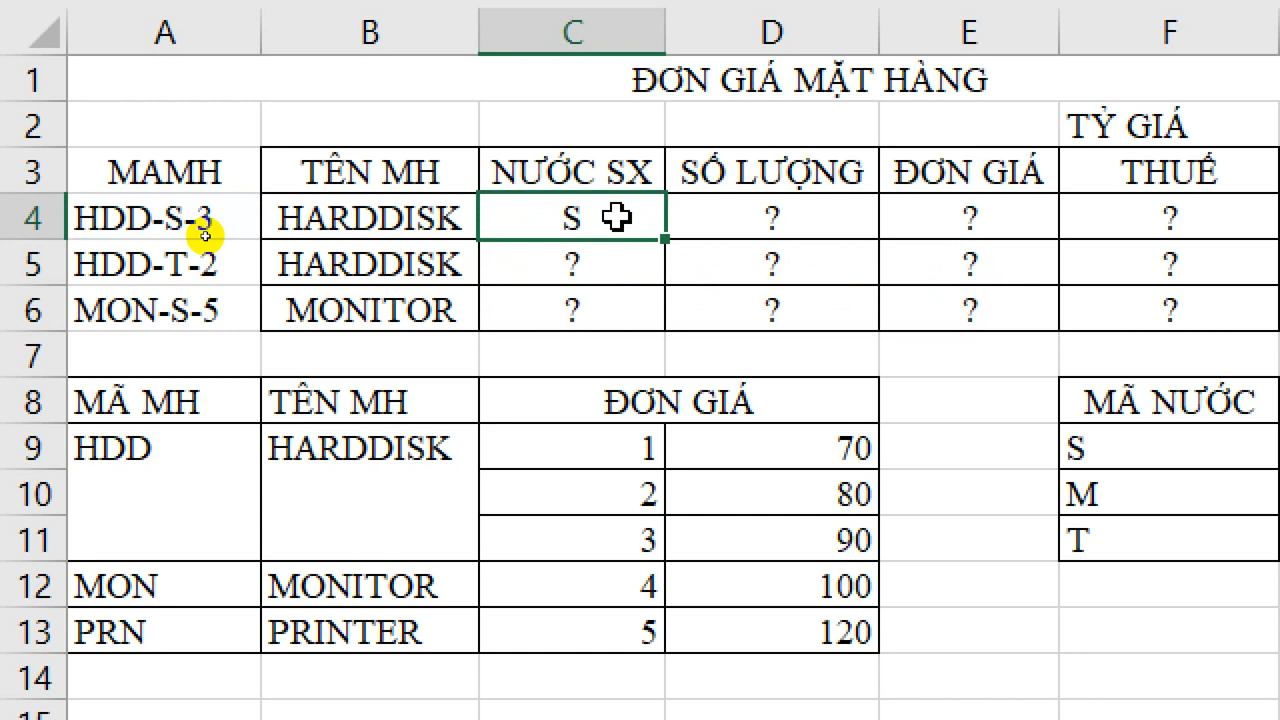 A B C D E F
1 ĐƠN GIÁ MẶT HÀNG
2 TỶ GIÁ
3 MAMH TÊN MH NƯỚC SX SỐ LƯỢNG ĐƠN GIÁ THUẾ
4 HDD-S-3 HARDDISK S ? ? ?
5 HDD-T-2 HARDDISK ? ? ? ?
6 MON-S-5 MONITOR ? ? ? ?
7
8 MÃ MH TÊN MH ĐƠN GIÁ MÃ NƯỚC
9 HDD HARDDISK 1 70 S
10 2 80 M
11 3 90 T
12 MON MONITOR 4 100
13 PRN PRINTER 5 120
14
15